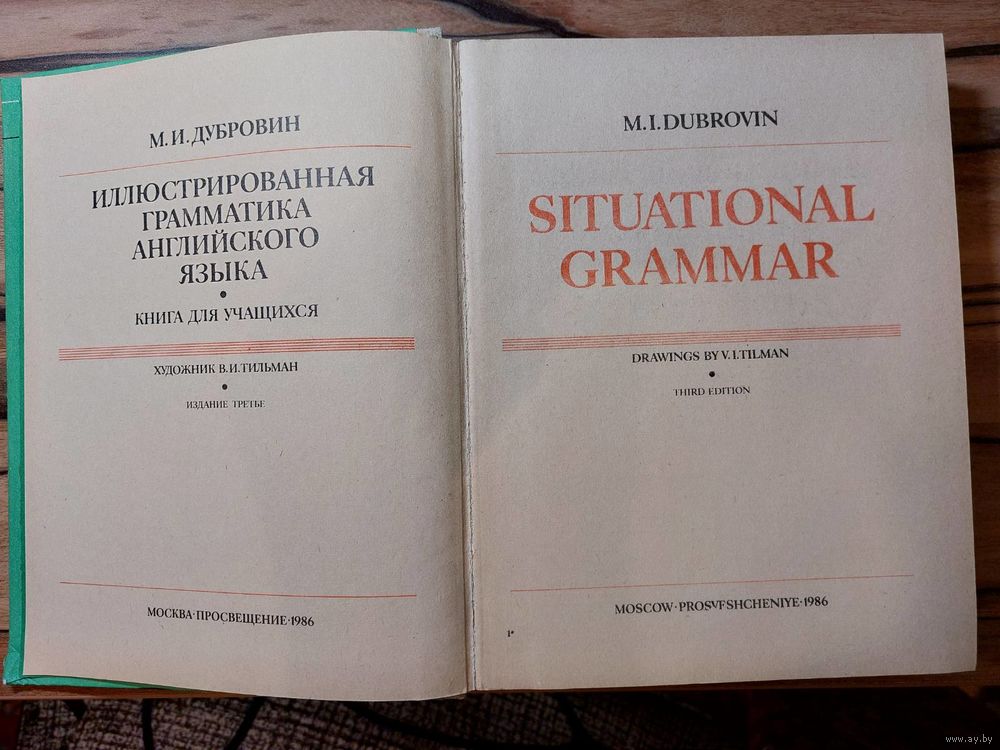 М. И. ДУБРОВИН
ИЛЛЮСТРИРОВАННАЯ
ГРАММАТИКА
АНГЛИЙСКОГО
ЯЗЫКА
•
КНИГА ДЛЯ УЧАЩИХСЯ
ХУДОЖНИК В. И. ТИЛЬМАН
•
ИЗДАНИЕ ТРЕТЬЕ
МОСКВА·ПРОСВЕЩЕНИЕ·1986
M. I. DUBROVIN
SITUATIONAL
GRAMMAR
DRAWINGS BY V. I. TILMAN
•
THIRD EDITION
MOSCOW·PROSVESHCHENIYE·1986
1*
www.ay.by